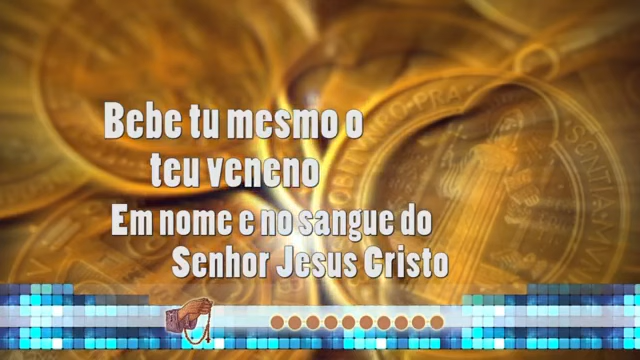 Bebe tu mesmo o
teu veneno
Em nome e no sangue do
Senhor Jesus Cristo